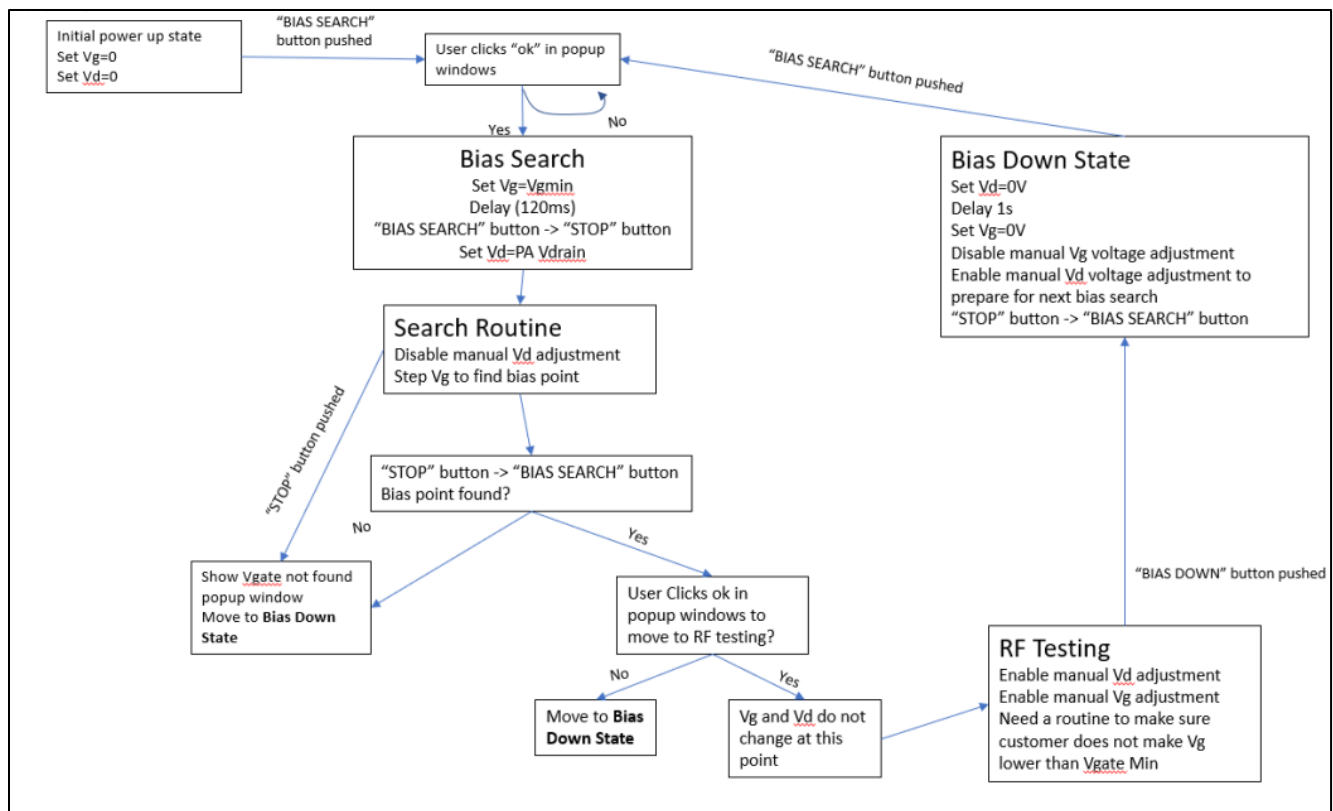 Initial power up state
Set Vg=0
Set Vd=0
"BIAS SEARCH"
button pushed
User clicks "ok" in popup
windows
"BIAS SEARCH" button pushed
Yes
No
Bias Search
Set Vg=Vgmin
Delay (120ms)
"BIAS SEARCH" button -> "STOP" button
Set Vd=PA Vdrain
Bias Down State
Set Vd=0V
Delay 1s
Set Vg=0V
Disable manual Vg voltage adjustment
Enable manual Vd voltage adjustment to
prepare for next bias search
"STOP" button -> "BIAS SEARCH" button
Search Routine
Disable manual Vd adjustment
Step Vg to find bias point
"STOP" button pushed
"STOP" button -> "BIAS SEARCH" button
Bias point found?
No
Yes
Show Vgate not found
popup window
Move to Bias Down
State
User Clicks ok in
popup windows to
move to RF testing?
"BIAS DOWN" button pushed
No
Yes
Move to Bias
Down State
Vg and Vd do not
change at this
point
RF Testing
Enable manual Vd adjustment
Enable manual Vg adjustment
Need a routine to make sure
customer does not make Vg
lower than Vgate Min